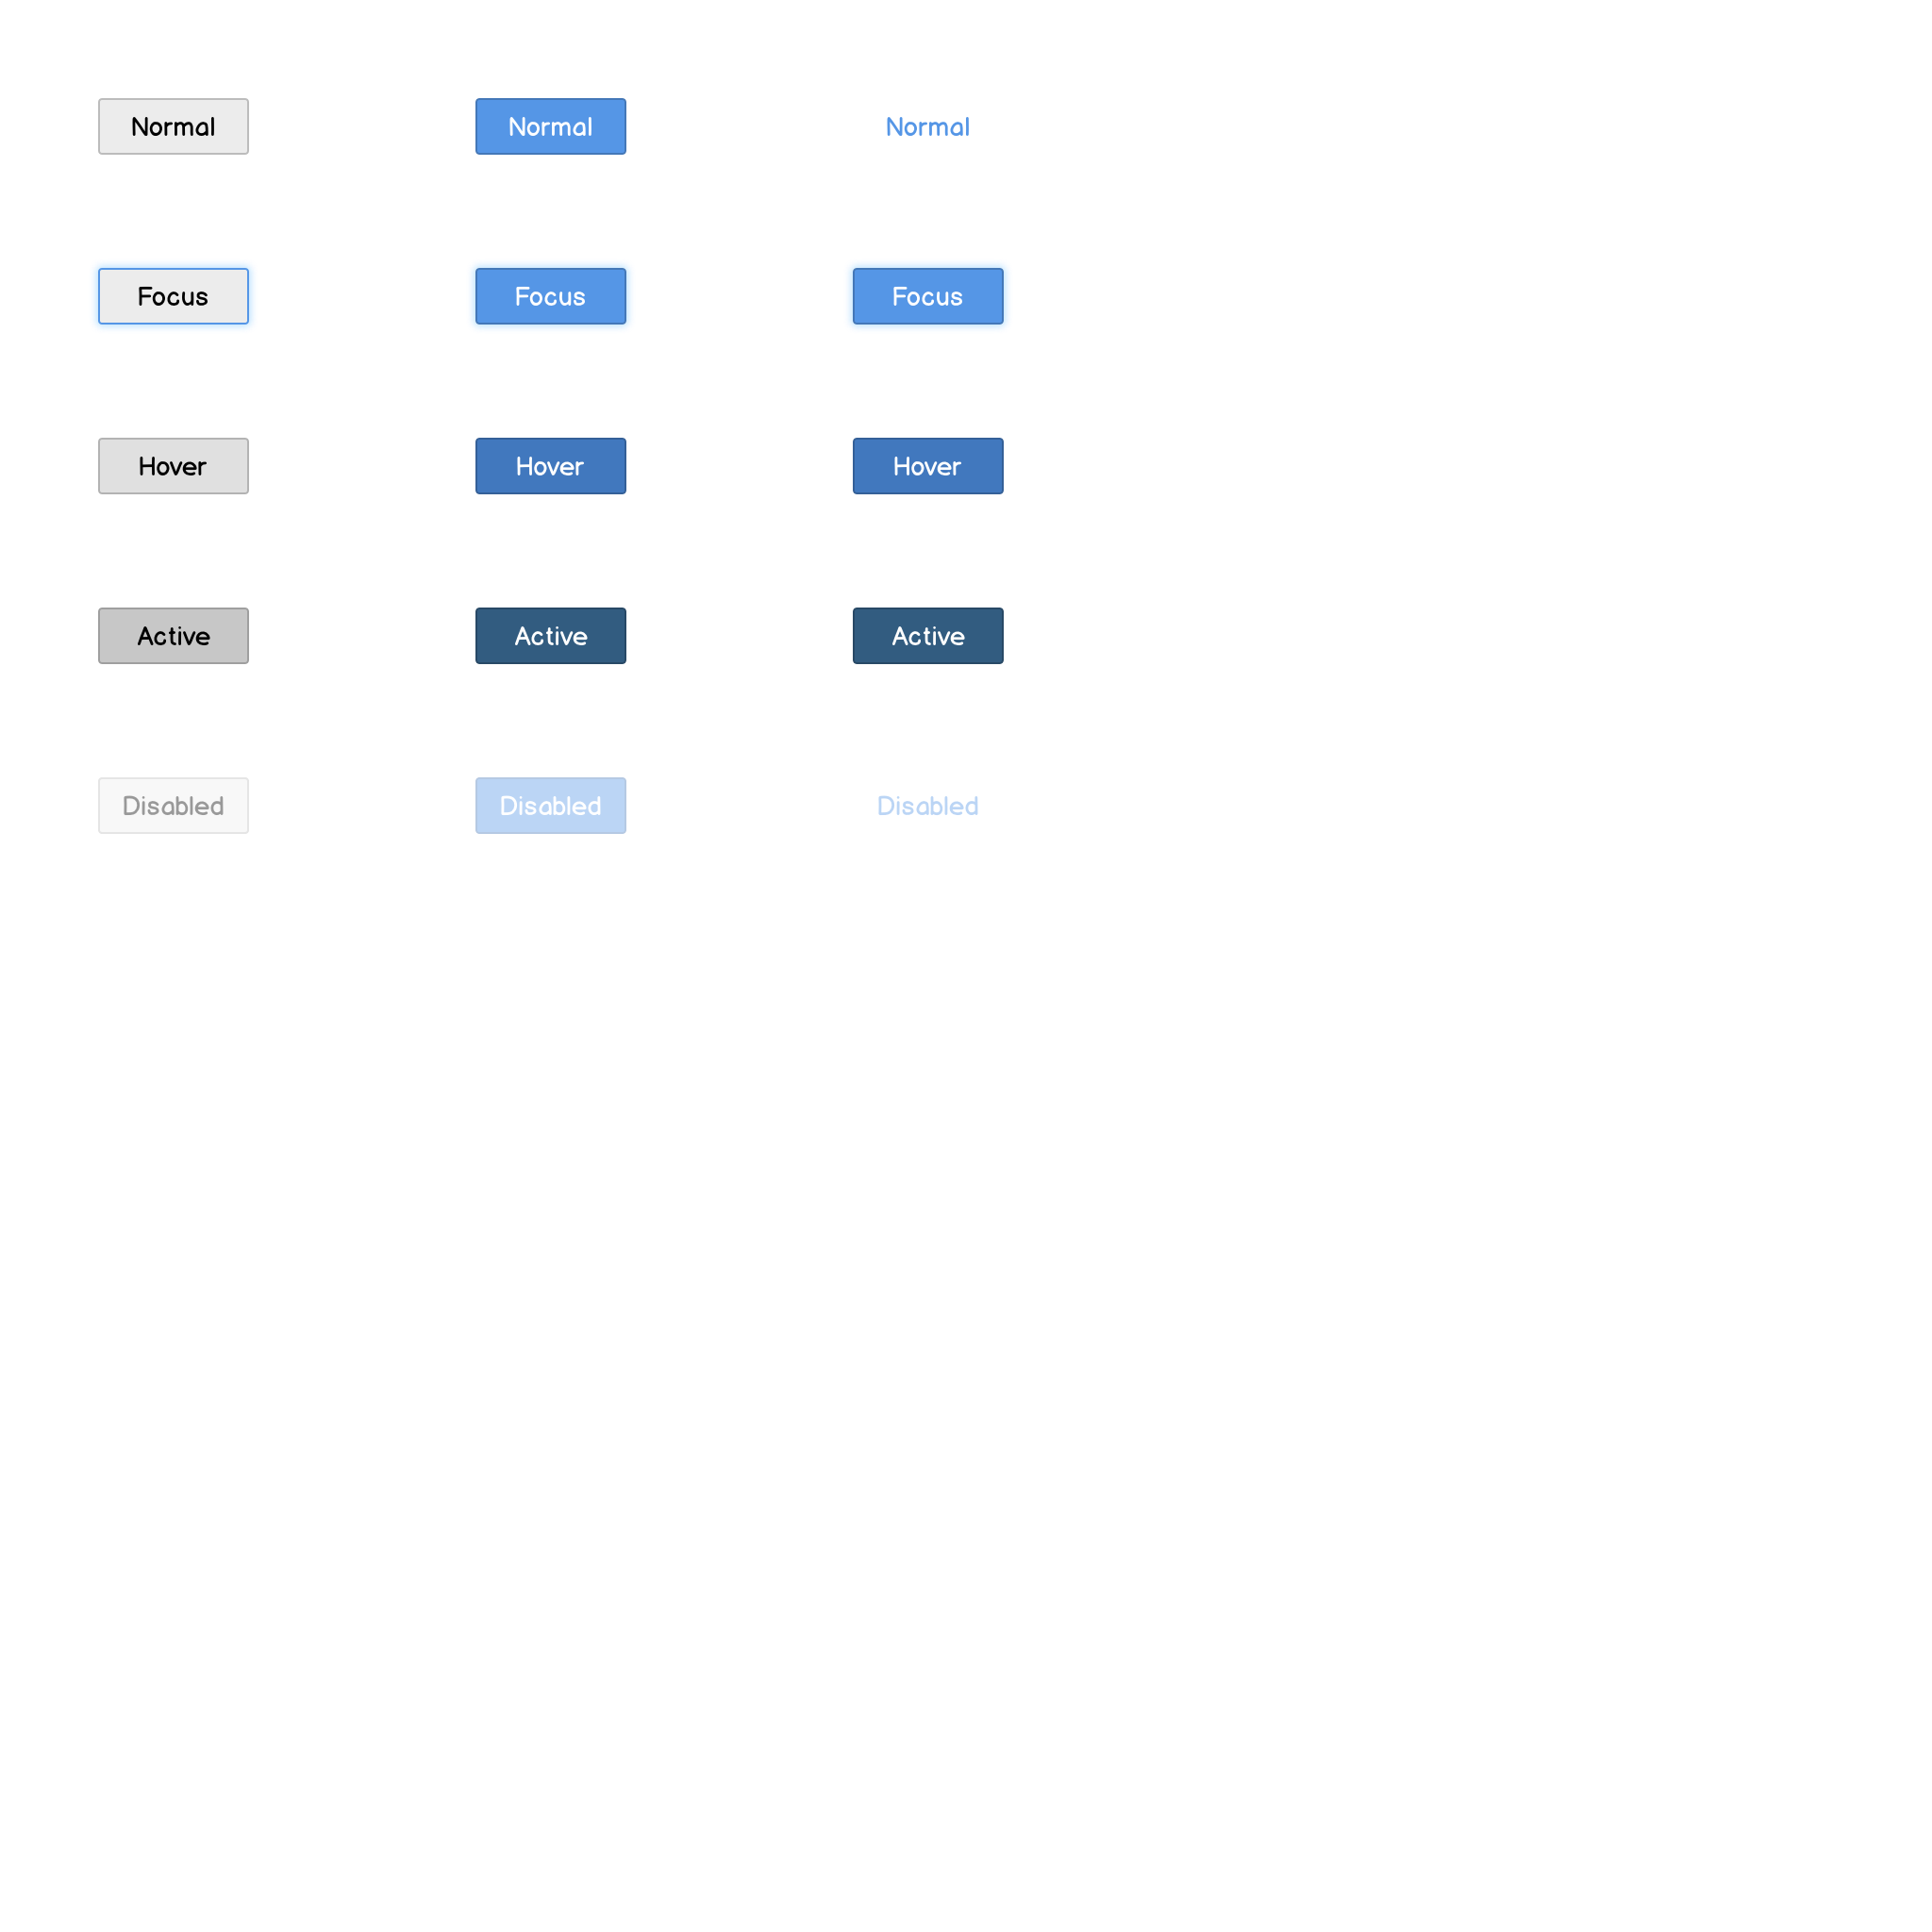 Normal Normal Normal
Focus Focus Focus
Hover Hover Hover
Active Active Active
Disabled Disabled Disabled